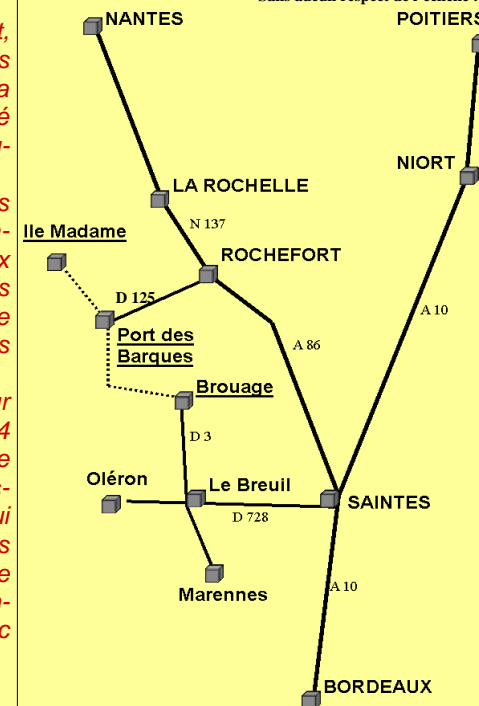 NANTES
POITIERS
NIORT
LA ROCHELLE
N 137
Ile Madame
ROCHEFORT
D 125
A 10
Port des
Barques
A 86
Brouage
D 3
Oléron
Le Breuil
SAINTES
D 728
Marennes
A 10
BORDEAUX